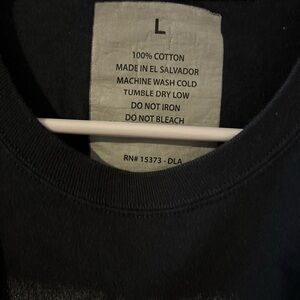 L
100% COTTON
MADE IN EL SALVADOR
MACHINE WASH COLD
TUMBLE DRY LOW
DO NOT IRON
DO NOT BLEACH
RN# 15373 - DLA